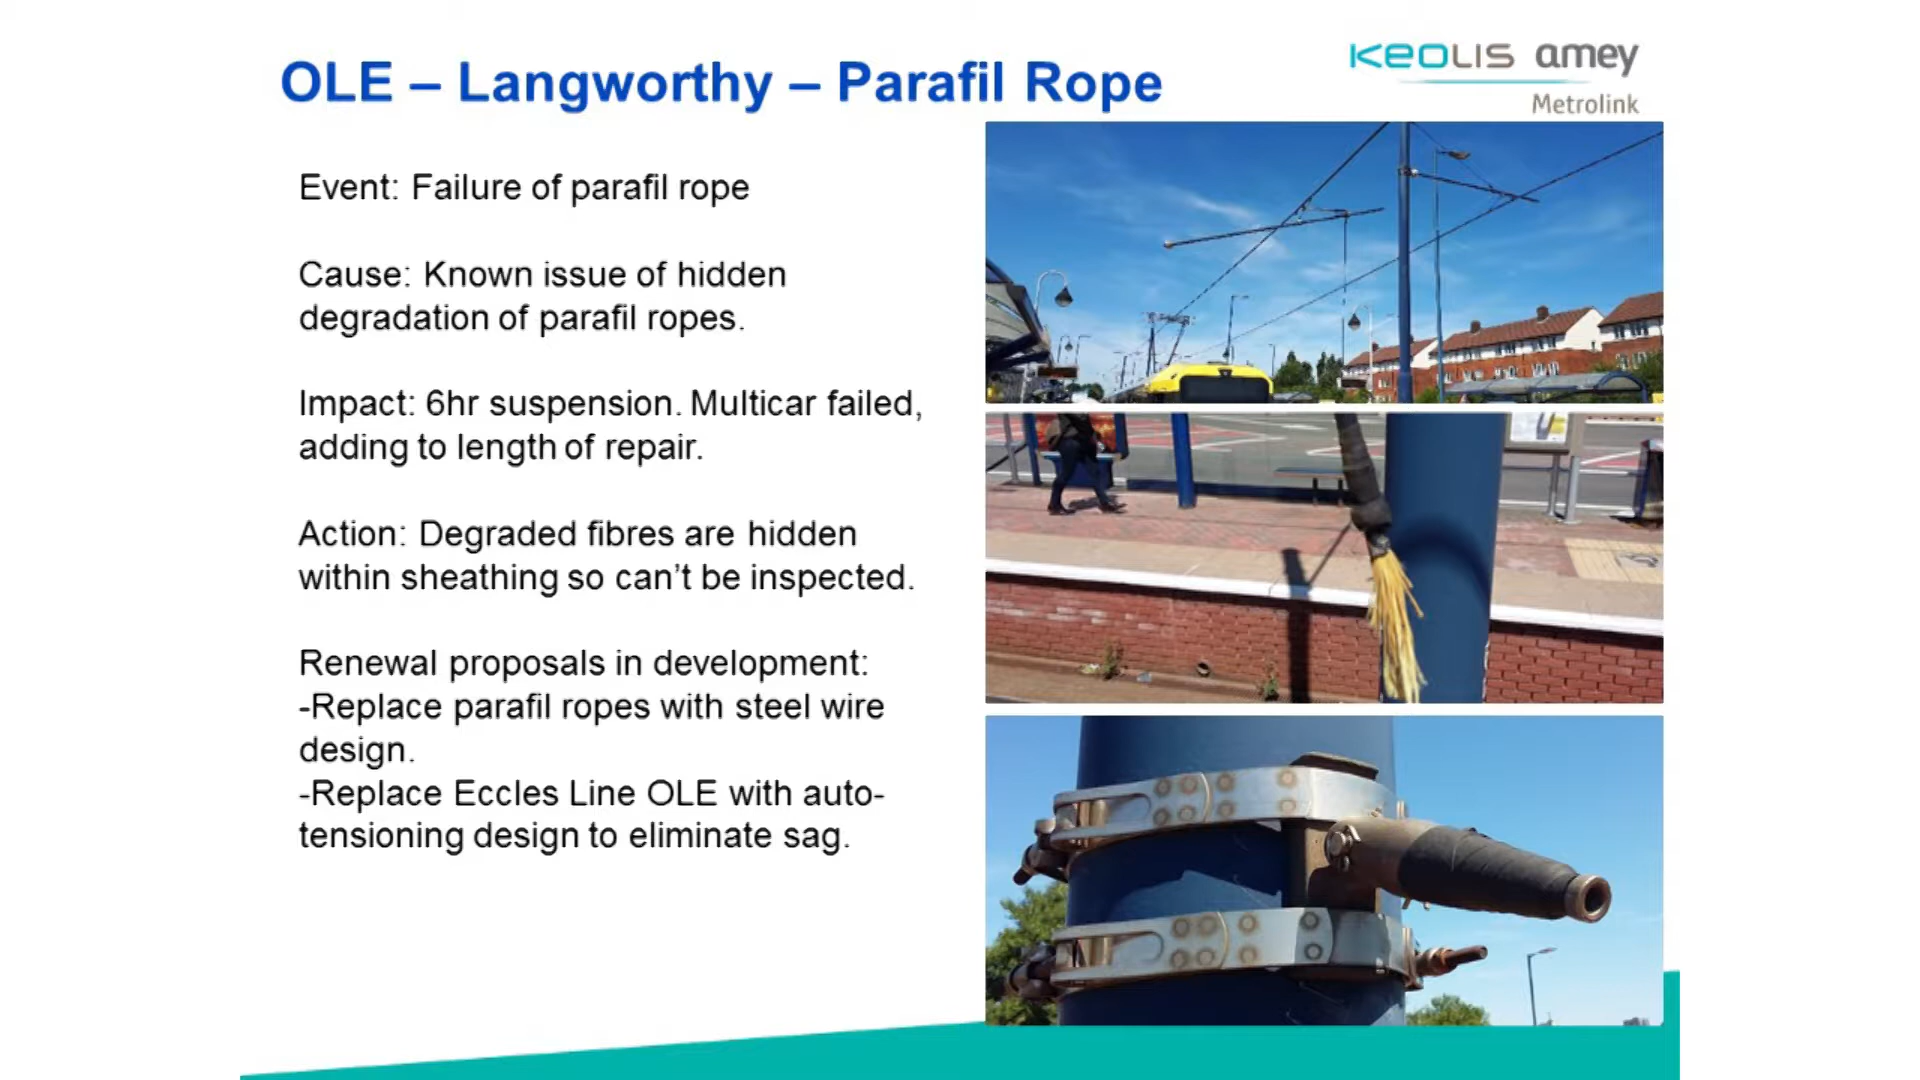 OLE – Langworthy – Parafil Rope
KEOLIS amey
Metrolink
Event: Failure of parafil rope
Cause: Known issue of hidden
degradation of parafil ropes.
Impact: 6hr suspension. Multicar failed,
adding to length of repair.
Action: Degraded fibres are hidden
within sheathing so can’t be inspected.
Renewal proposals in development:
-Replace parafil ropes with steel wire
design.
-Replace Eccles Line OLE with auto-
tensioning design to eliminate sag.